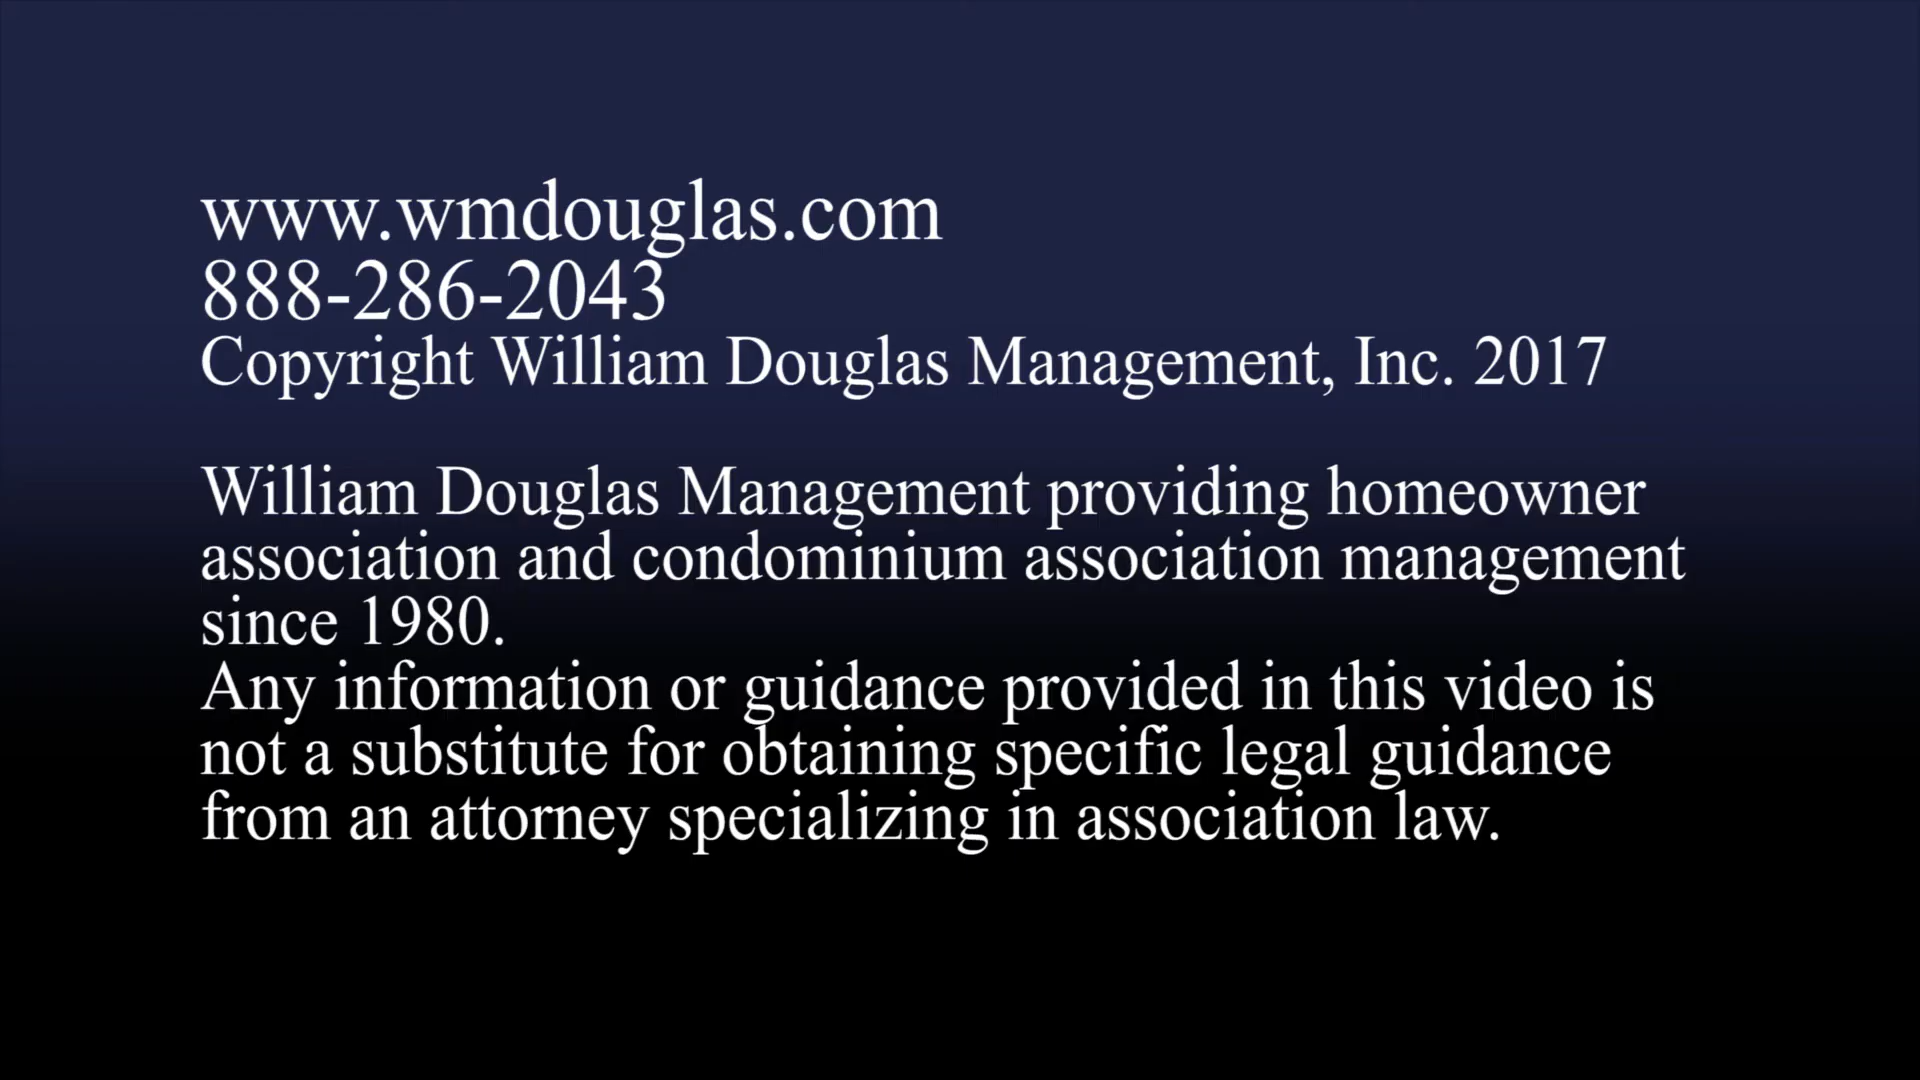 www.wmdouglas.com
888-286-2043
Copyright William Douglas Management, Inc. 2017
William Douglas Management providing homeowner
association and condominium association management
since 1980.
Any information or guidance provided in this video is
not a substitute for obtaining specific legal guidance
from an attorney specializing in association law.